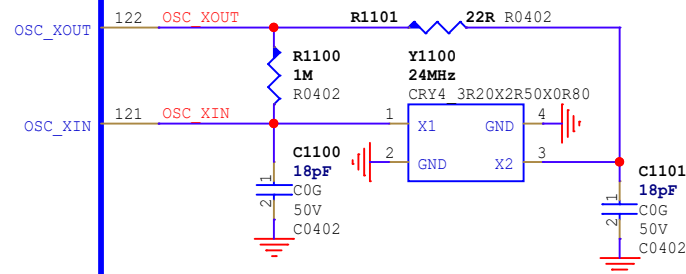 122 OSC_XOUT R1101 22R R0402
OSC_XOUT
R1100 Y1100
1M 24MHz
R0402 CRY4_3R20X2R50X0R80
121 OSC_XIN 1 4
OSC_XIN X1 GND
C1100 2 3
18pF GND X2 C1101
1 18pF
C0G 1 C0G
2 50V 2 50V
C0402 C0402